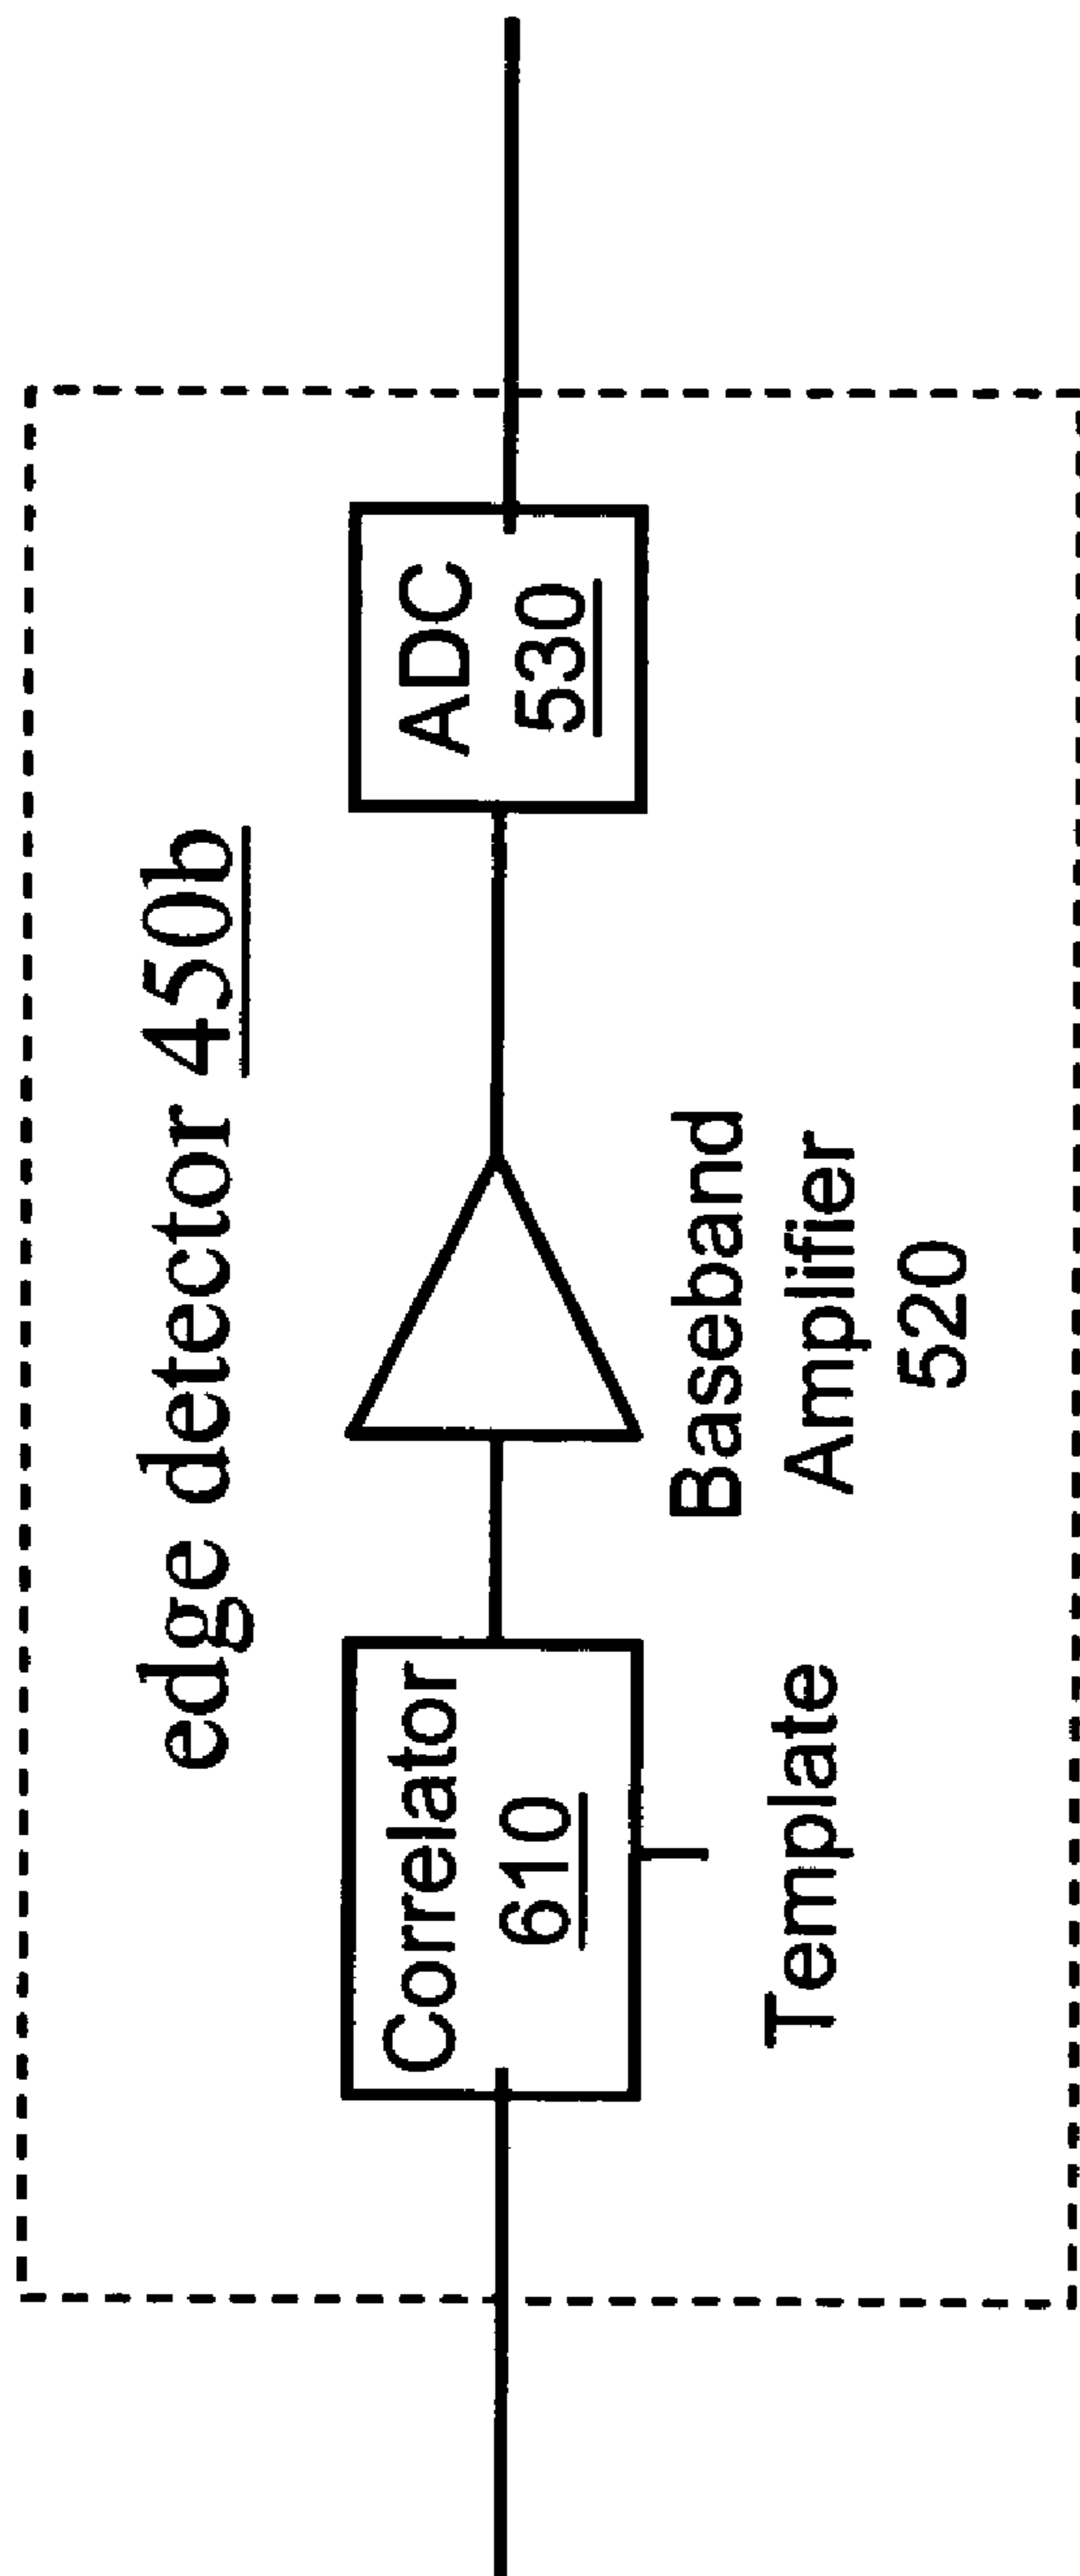 edge detector 450b
Correlator
610
Template
Baseband
Amplifier
520
ADC
530